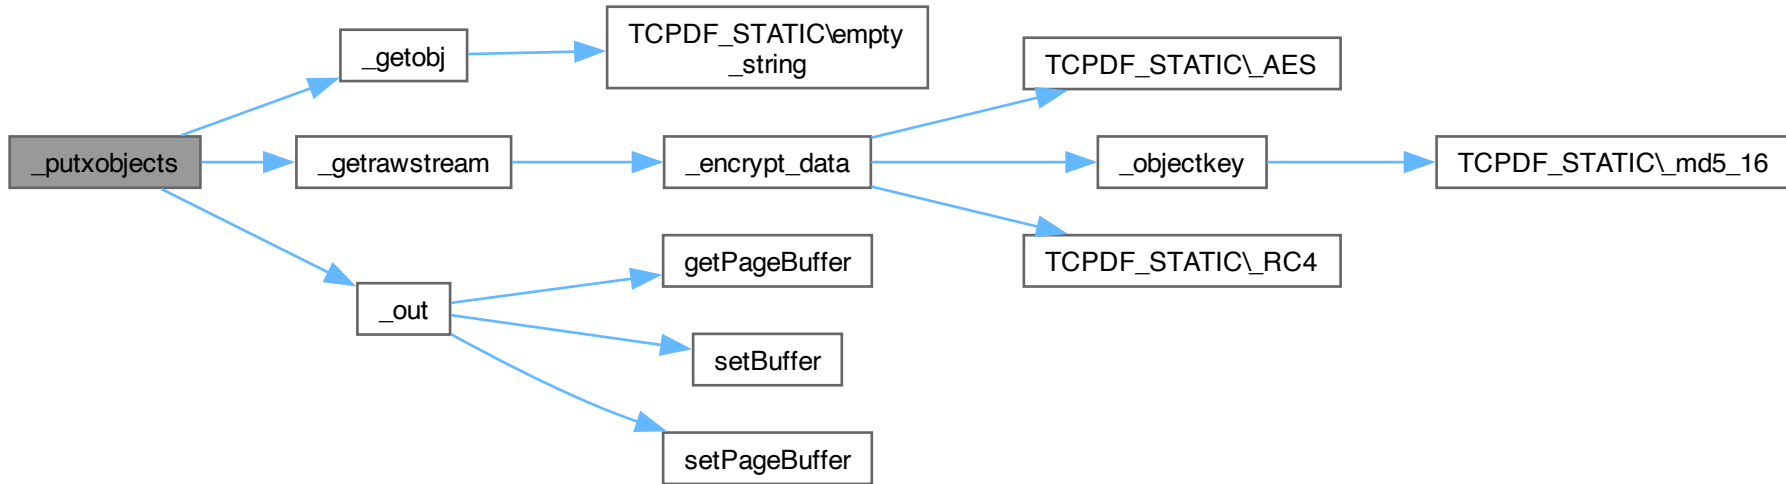 _getobj
TCPDF_STATIC\empty
_string
TCPDF_STATIC\_AES
_putxobjects
_getrawstream
_encrypt_data
_objectkey
TCPDF_STATIC\_md5_16
getPageBuffer
TCPDF_STATIC\_RC4
_out
setBuffer
setPageBuffer